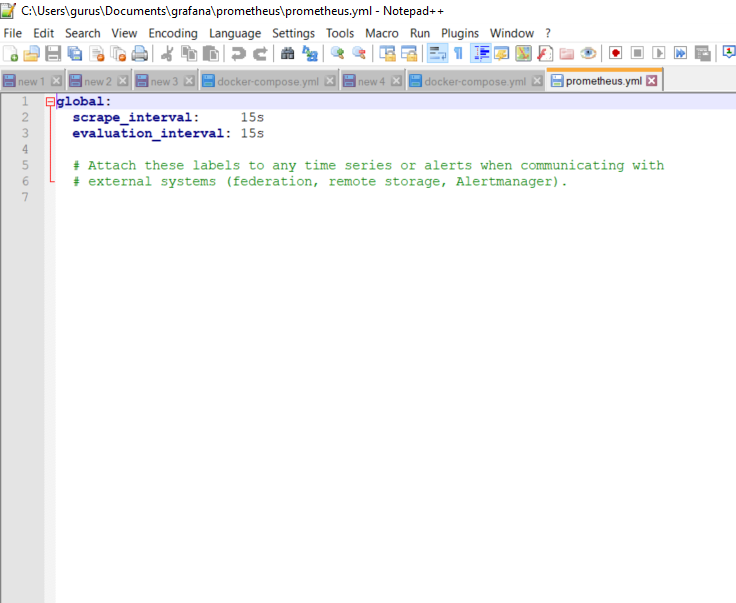 C:\Users\gurus\Documents\grafana\prometheus\prometheus.yml - Notepad++
File Edit Search View Encoding Language Settings Tools Macro Run Plugins Window ?
new 1 new 2 new 3 docker-compose.yml new 4 docker-compose.yml prometheus.yml
1 global:
2 scrape_interval: 15s
3 evaluation_interval: 15s
4
5 # Attach these labels to any time series or alerts when communicating with
6 # external systems (federation, remote storage, Alertmanager).
7